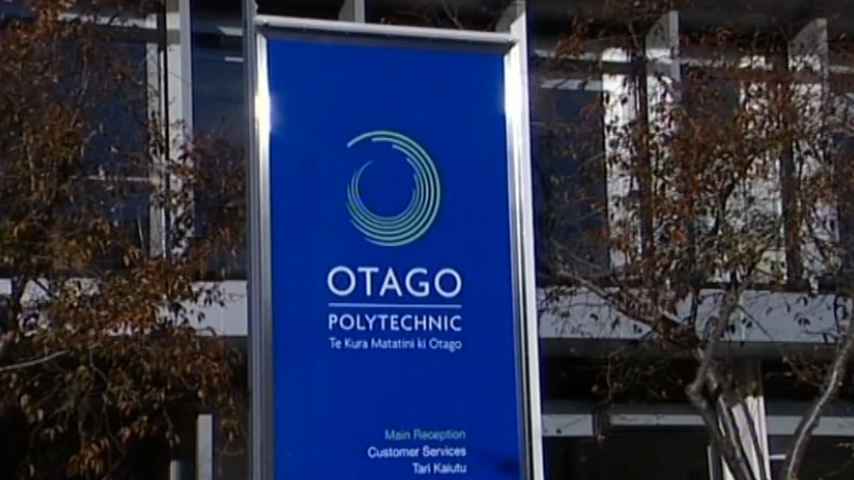 OTAGO
POLYTECHNIC
Te Kura Matatini ki Otago
Main Reception
Customer Services
Tari Kaiutu